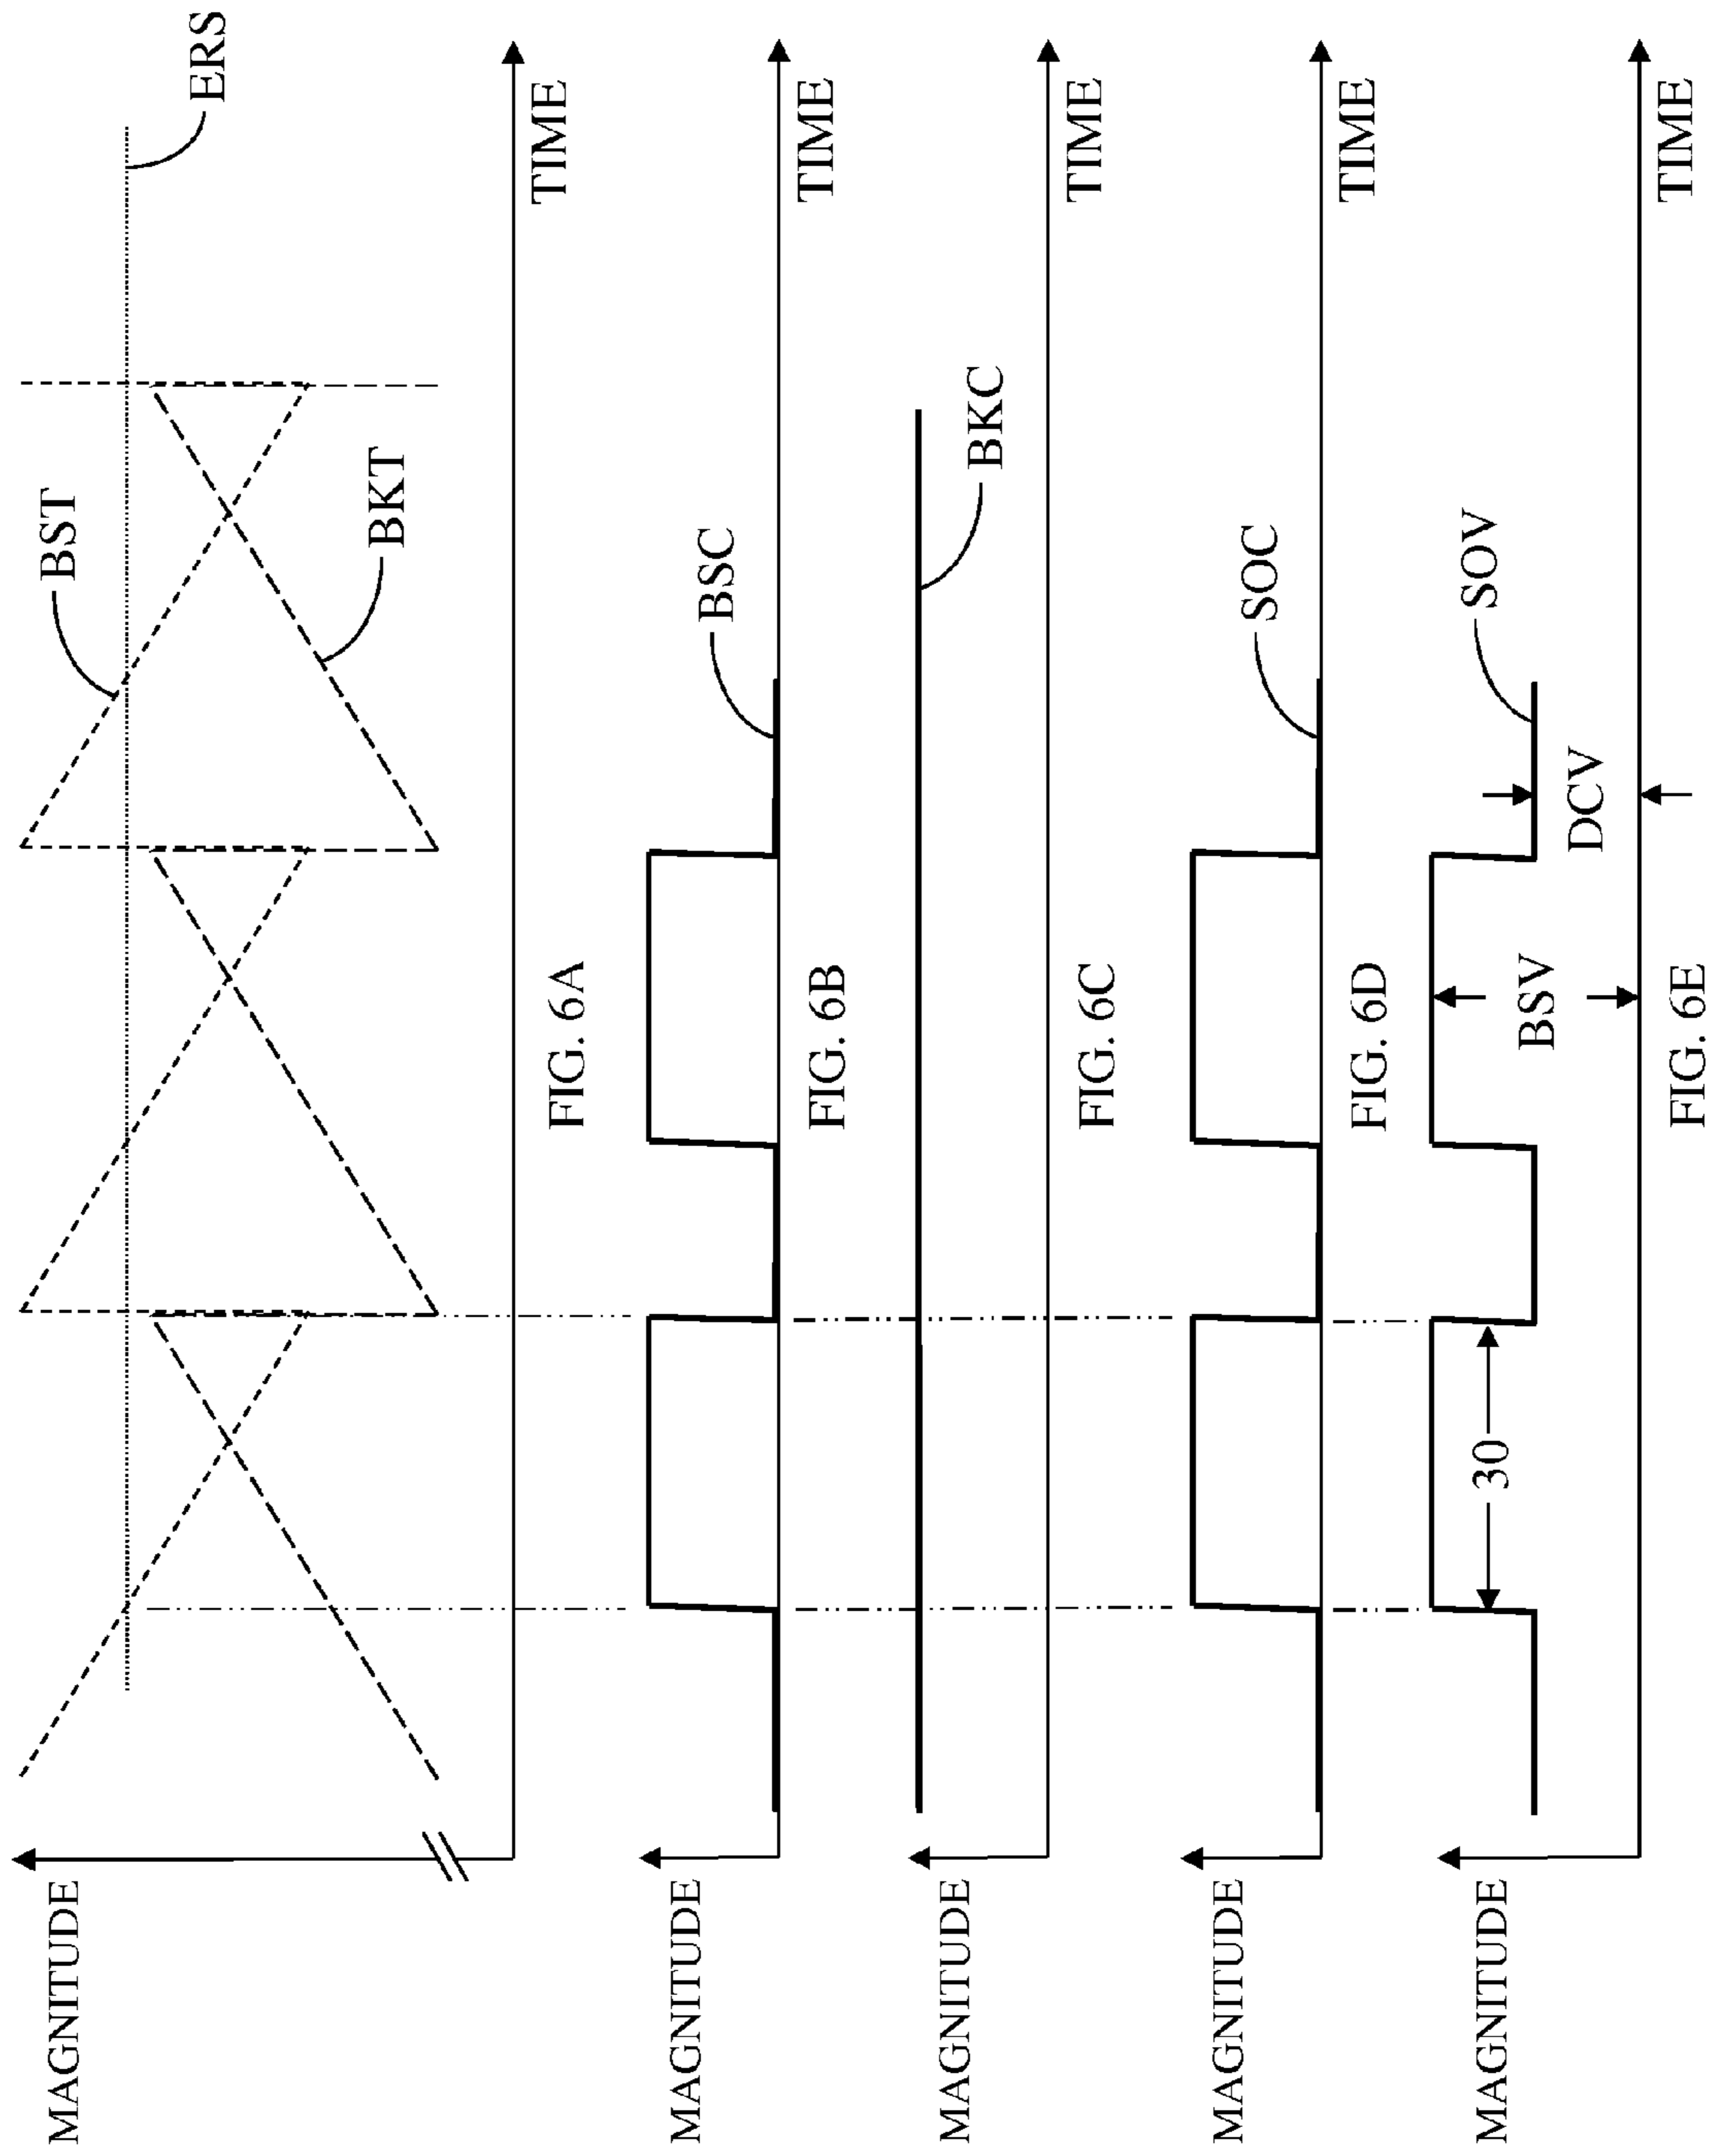 MAGNITUDE
BST
ERS
BKT
TIME
FIG. 6A
MAGNITUDE
BSC
TIME
FIG. 6B
MAGNITUDE
BKC
TIME
FIG. 6C
MAGNITUDE
SOC
TIME
FIG. 6D
MAGNITUDE
30
BSV
DCV
SOV
TIME
FIG. 6E